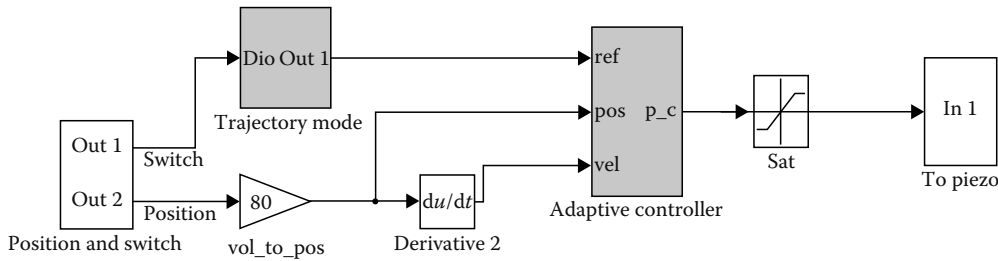 Dio Out 1
Trajectory mode
ref
pos
p_c
vel
Adaptive controller
Sat
In 1
To piezo
Out 1
Switch
Out 2
Position
Position and switch
80
vol_to_pos
du/dt
Derivative 2